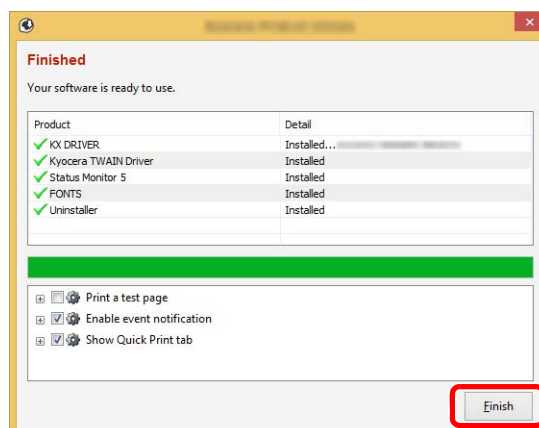 Finished
Your software is ready to use.
Product Detail
KX DRIVER Installed...
Kyocera TWAIN Driver Installed
Status Monitor 5 Installed
FONTS Installed
Uninstaller Installed
Print a test page
Enable event notification
Show Quick Print tab
Finish